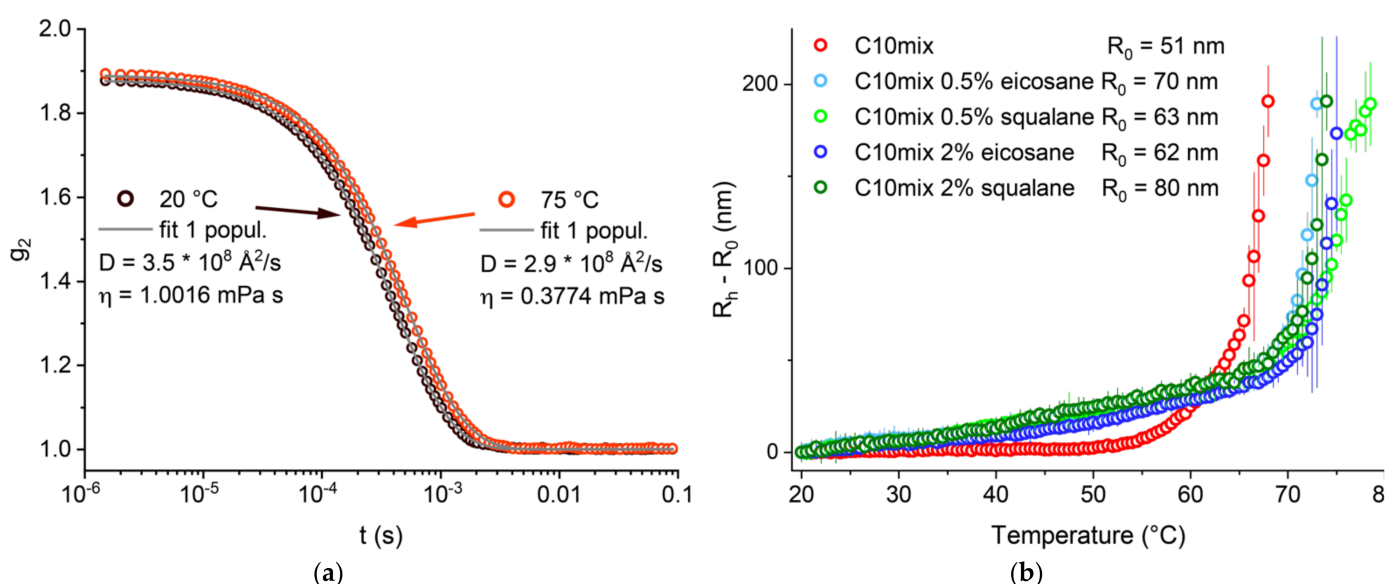 2.0
1.8
1.6
1.4
1.2
1.0
g₂
20 °C
fit 1 popul.
D = 3.5 * 10⁸ Å²/s
η = 1.0016 mPa s
75 °C
fit 1 popul.
D = 2.9 * 10⁸ Å²/s
η = 0.3774 mPa s
10⁻⁶ 10⁻⁵ 10⁻⁴ 10⁻³ 0.01 0.1
t (s)
(a)
200
100
0
Rₕ - R₀ (nm)
C10mix R₀ = 51 nm
C10mix 0.5% eicosane R₀ = 70 nm
C10mix 0.5% squalane R₀ = 63 nm
C10mix 2% eicosane R₀ = 62 nm
C10mix 2% squalane R₀ = 80 nm
20 30 40 50 60 70 8
Temperature (°C)
(b)